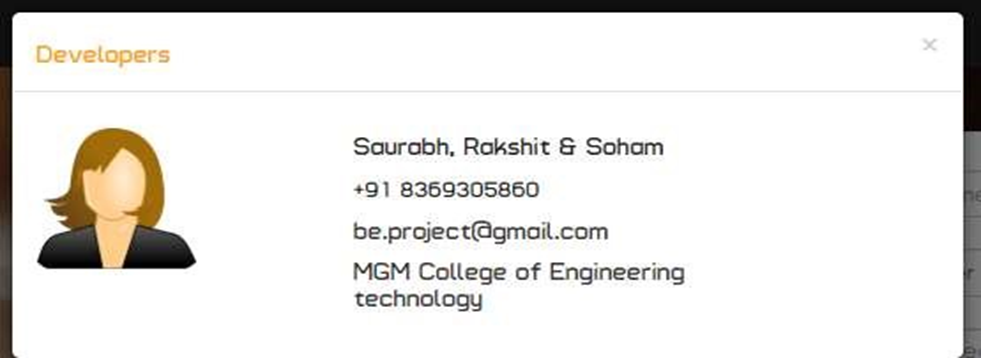 Developers
×
Saurabh, Rakshit & Soham
+91 8369305860
be.project@gmail.com
MGM College of Engineering
technology